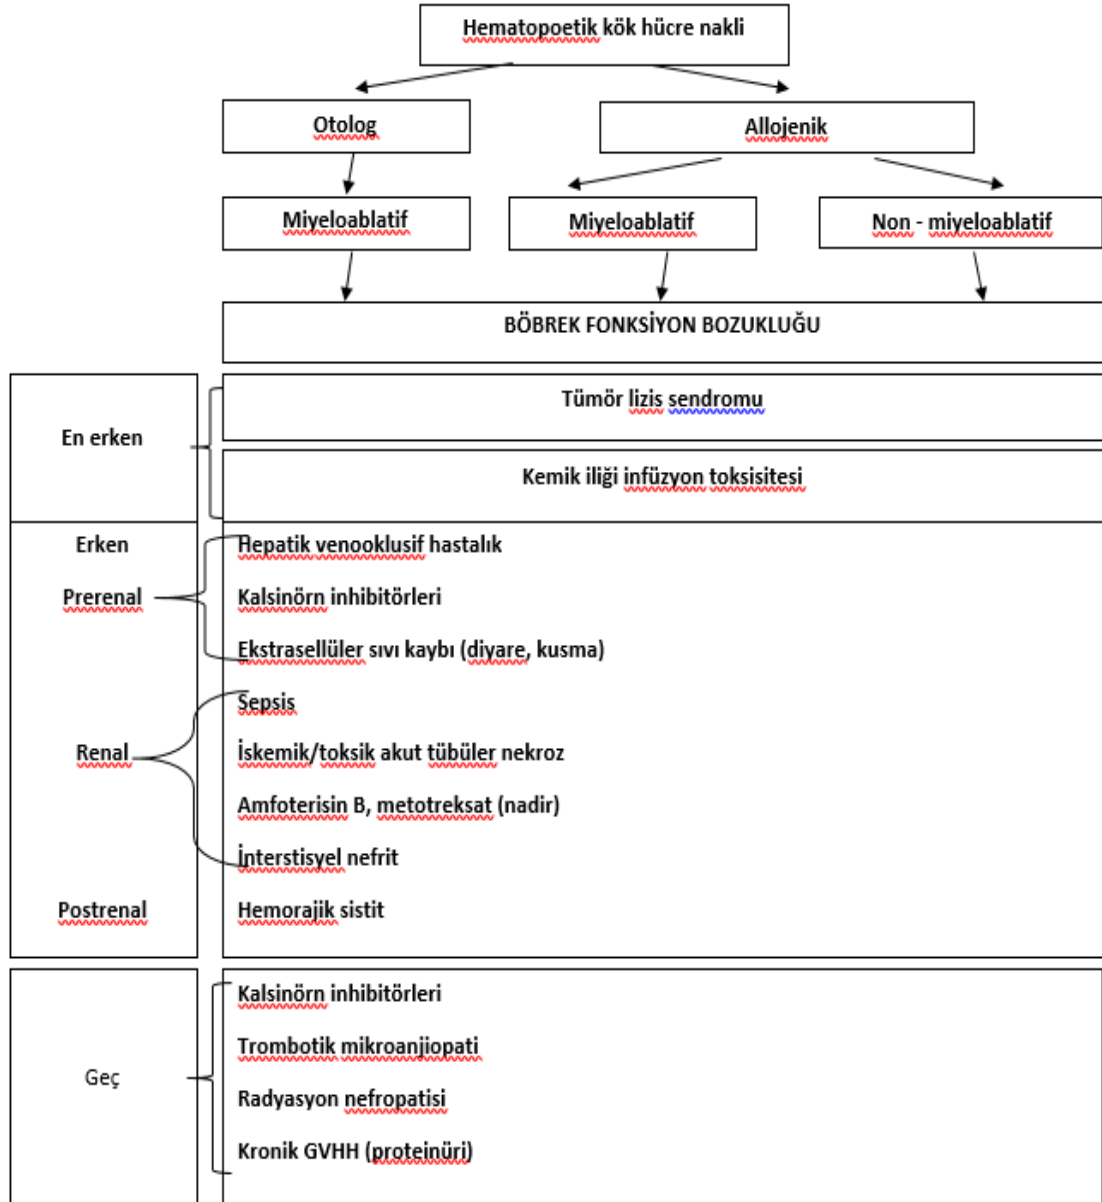 Hematopoetik kök hücre nakli
Otolog
Allojenik
Miyeloablatif
Miyeloablatif
Non - miyeloablatif
BÖBREK FONKSİYON BOZUKLUĞU
En erken
Tümör lizis sendromu
Kemik iliği infüzyon toksisitesi
Erken
Hepatik venooklusif hastalık
Prerenal
Kalsinörn inhibitörleri
Ekstrasellüler sıvı kaybı (diyare, kusma)
Sepsis
Renal
İskemik/toksik akut tübüler nekroz
Amfoterisin B, metotreksat (nadir)
İnterstisyel nefrit
Postrenal
Hemorajik sistit
Geç
Kalsinörn inhibitörleri
Trombotik mikroanjiopati
Radyasyon nefropatisi
Kronik GVHH (proteinüri)